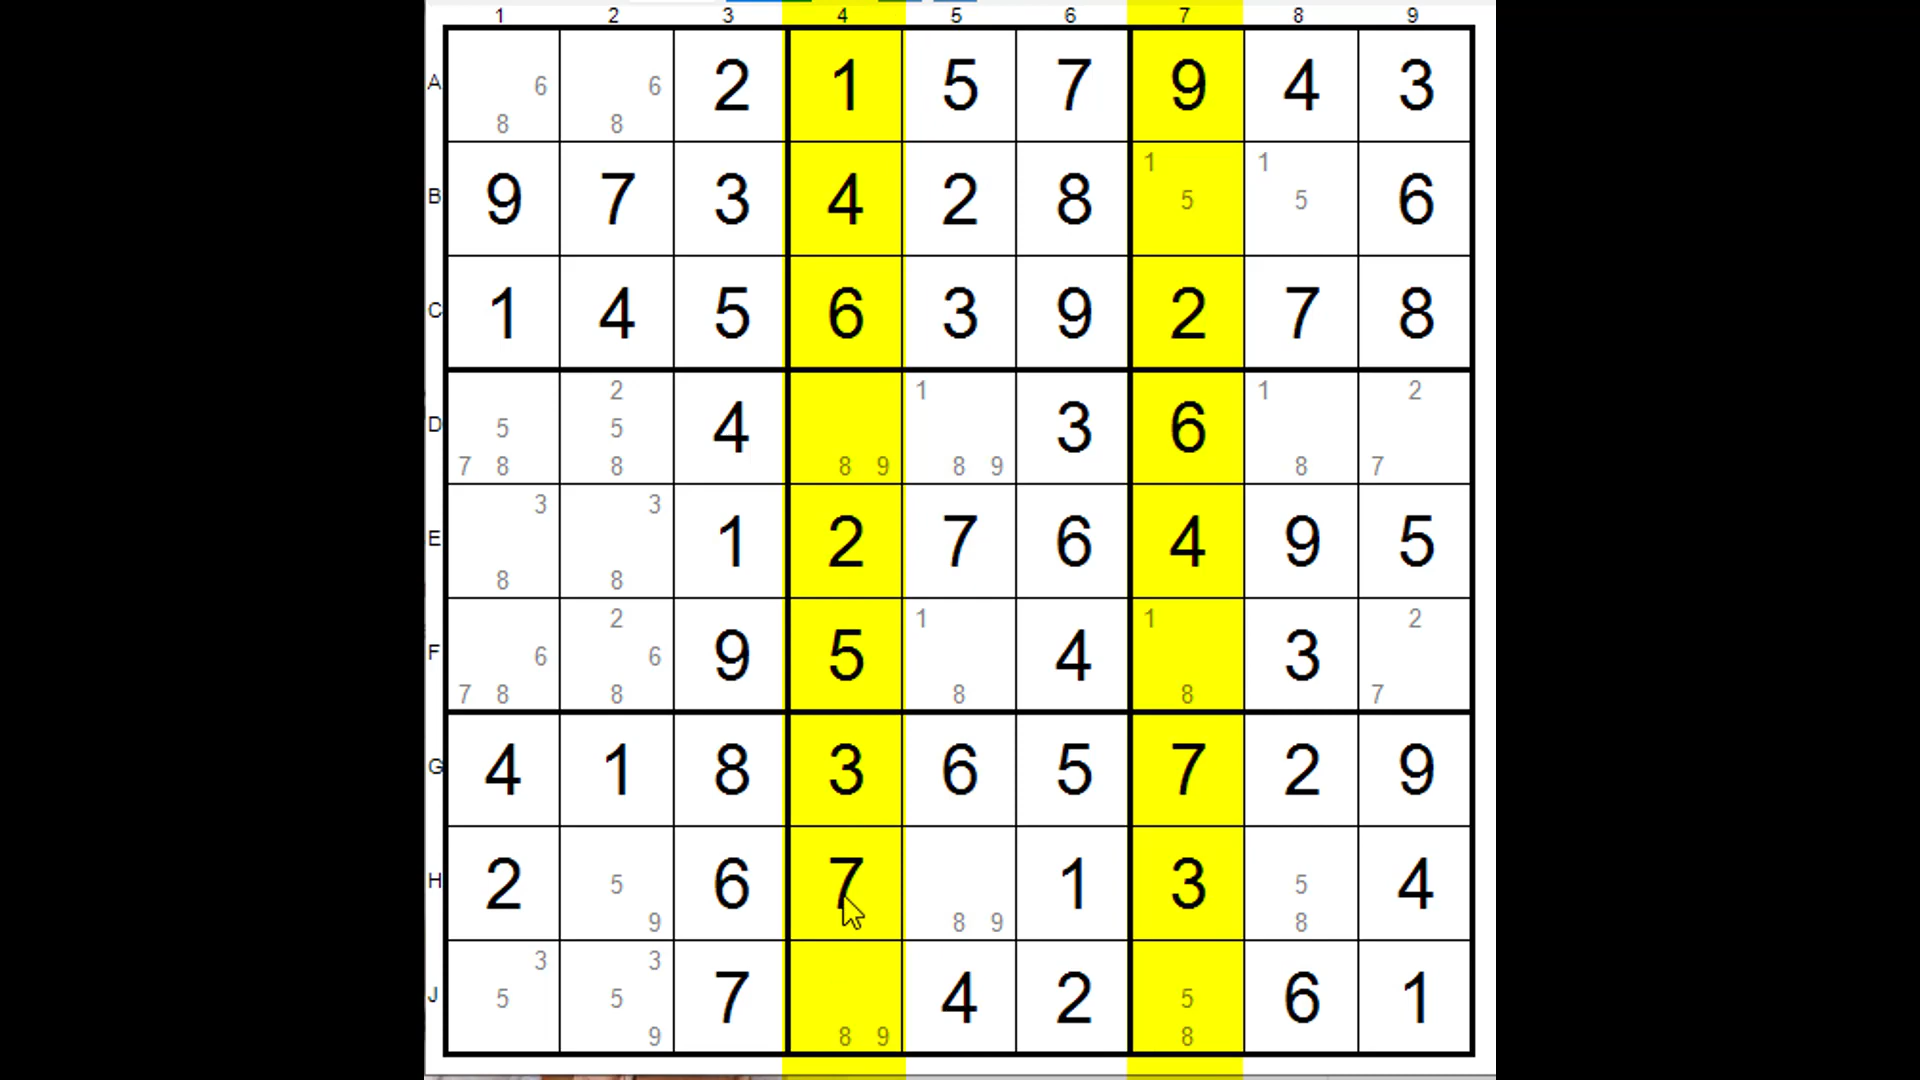 1 2 3 4 5 6 7 8 9
A 6 8 6 8 2 1 5 7 9 4 3
B 9 7 3 4 2 8 1 5 1 5 6
C 1 4 5 6 3 9 2 7 8
D 5 7 8 2 5 8 4 8 9 1 8 9 3 6 1 8 2 7
E 3 8 3 8 1 2 7 6 4 9 5
F 6 7 8 2 6 8 9 5 1 8 4 1 8 3 2 7
G 4 1 8 3 6 5 7 2 9
H 2 5 9 6 7 8 9 1 3 5 8 4
J 3 5 3 5 9 7 8 9 4 2 5 8 6 1